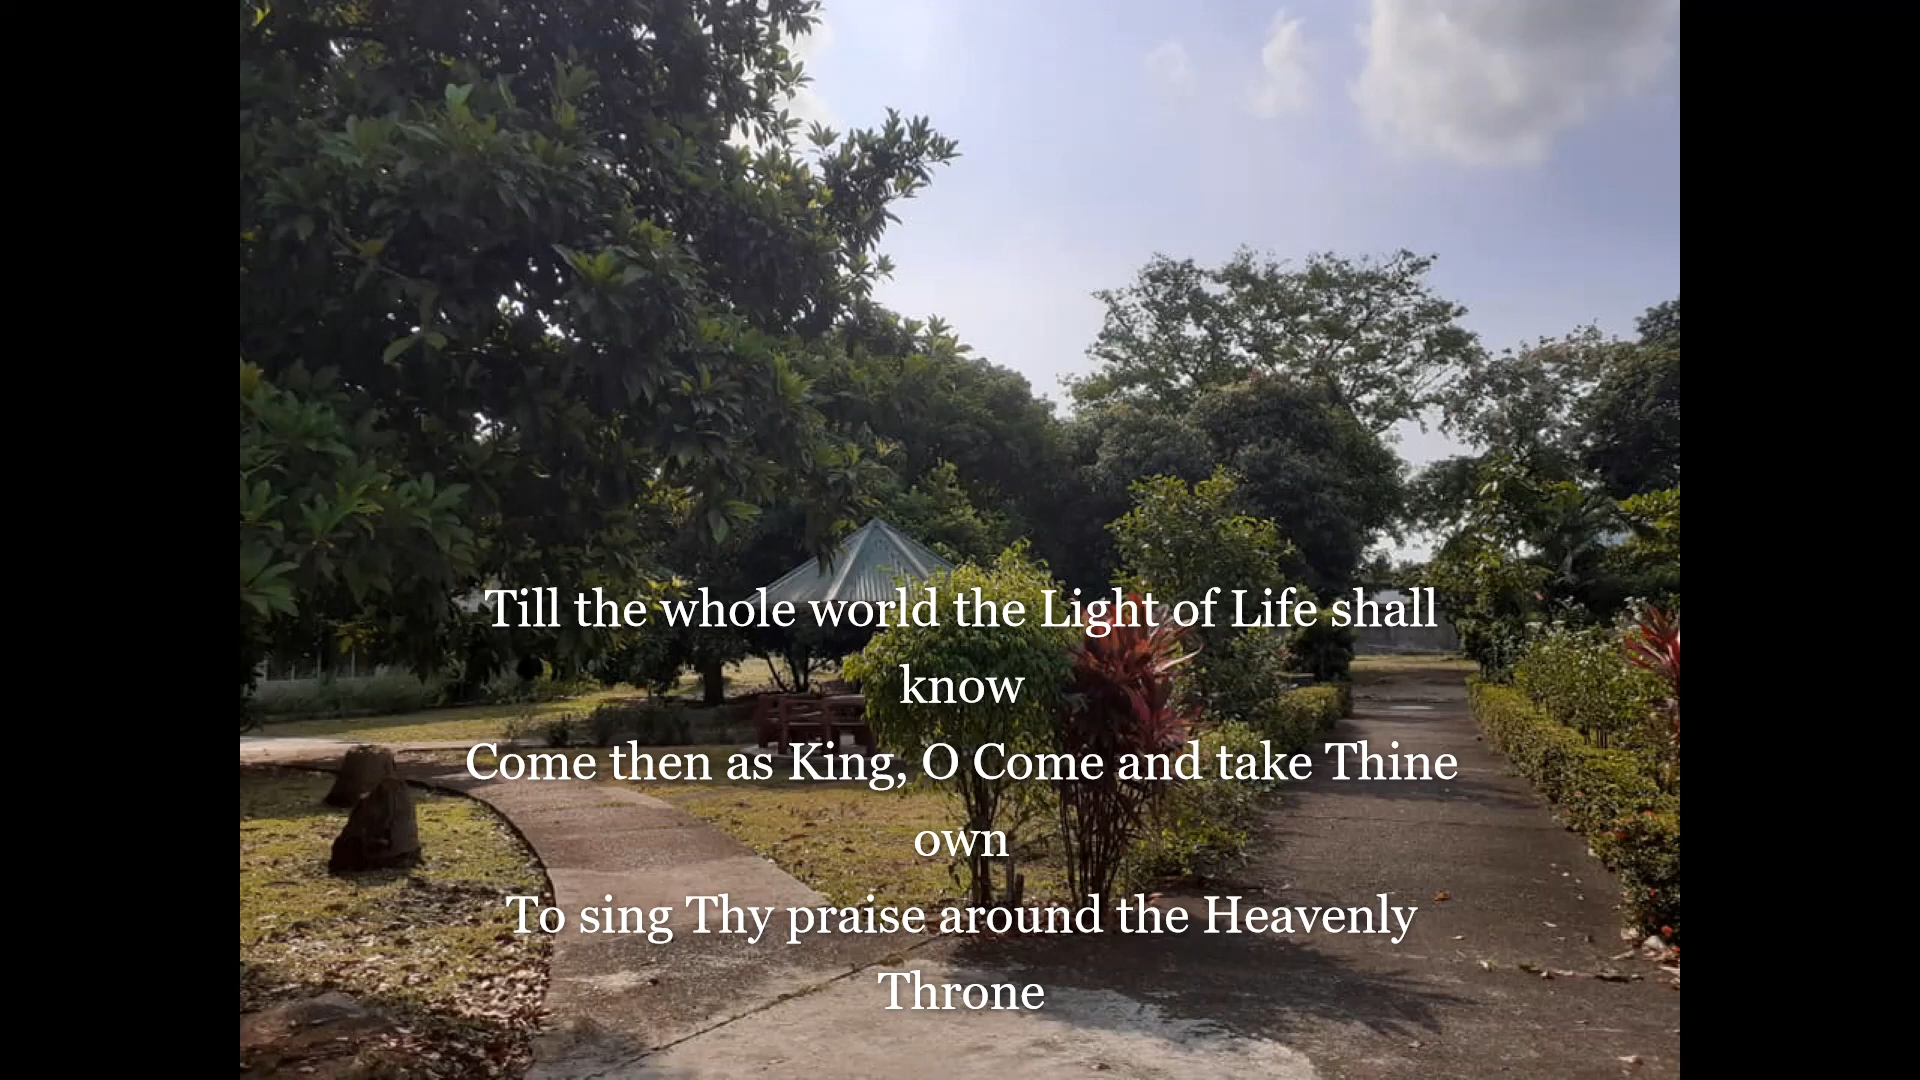 Till the whole world the Light of Life shall
know
Come then as King, O Come and take Thine
own
To sing Thy praise around the Heavenly
Throne